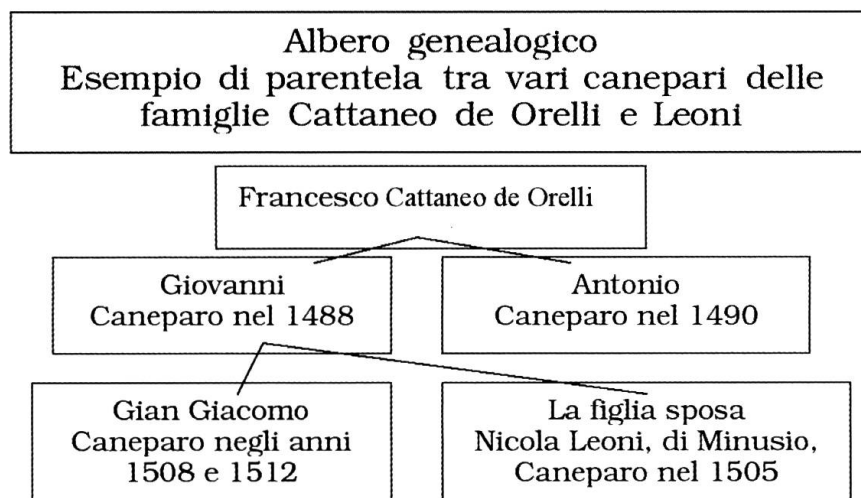 Albero genealogico
Esempio di parentela tra vari canepari delle
famiglie Cattaneo de Orelli e Leoni
Francesco Cattaneo de Orelli
Giovanni
Caneparo nel 1488
Antonio
Caneparo nel 1490
Gian Giacomo
Caneparo negli anni
1508 e 1512
La figlia sposa
Nicola Leoni, di Minusio,
Caneparo nel 1505